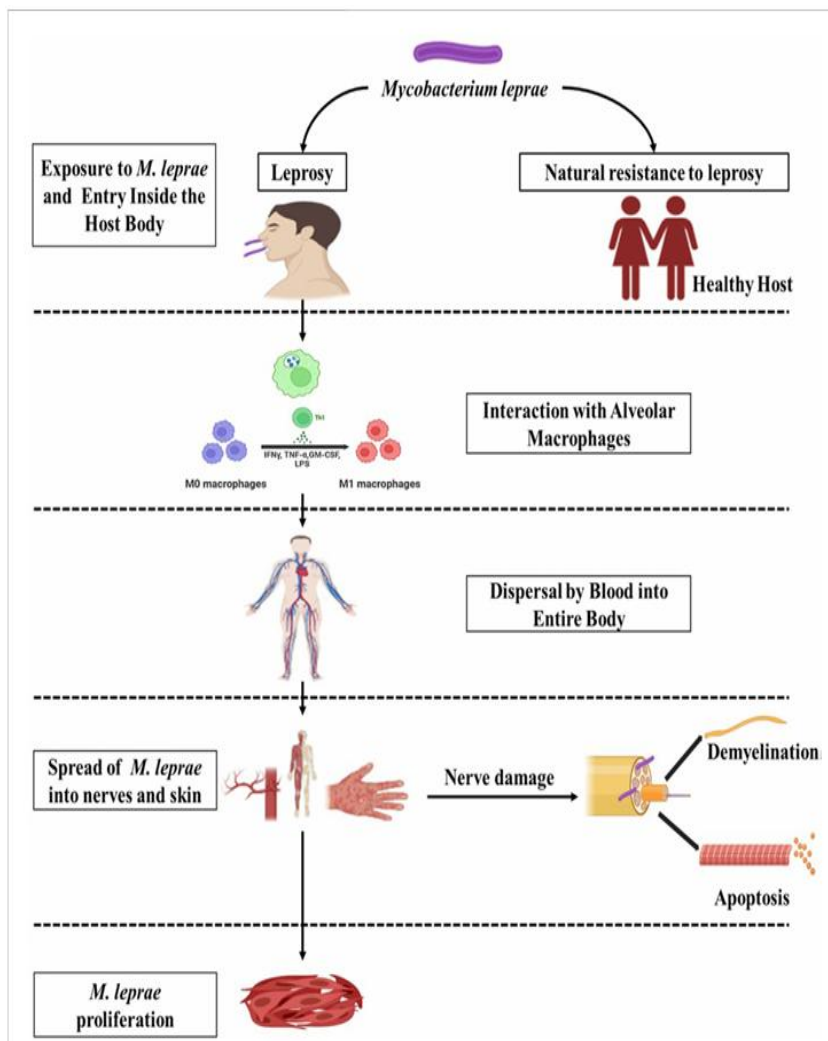 Mycobacterium leprae
Exposure to M. leprae
and Entry Inside the
Host Body
Leprosy
Natural resistance to leprosy
Healthy Host
Interaction with Alveolar
Macrophages
Th1
IFNγ, TNF-α,GM-CSF,
LPS
M0 macrophages
M1 macrophages
Dispersal by Blood into
Entire Body
Spread of M. leprae
into nerves and skin
Nerve damage
Demyelination
Apoptosis
M. leprae
proliferation